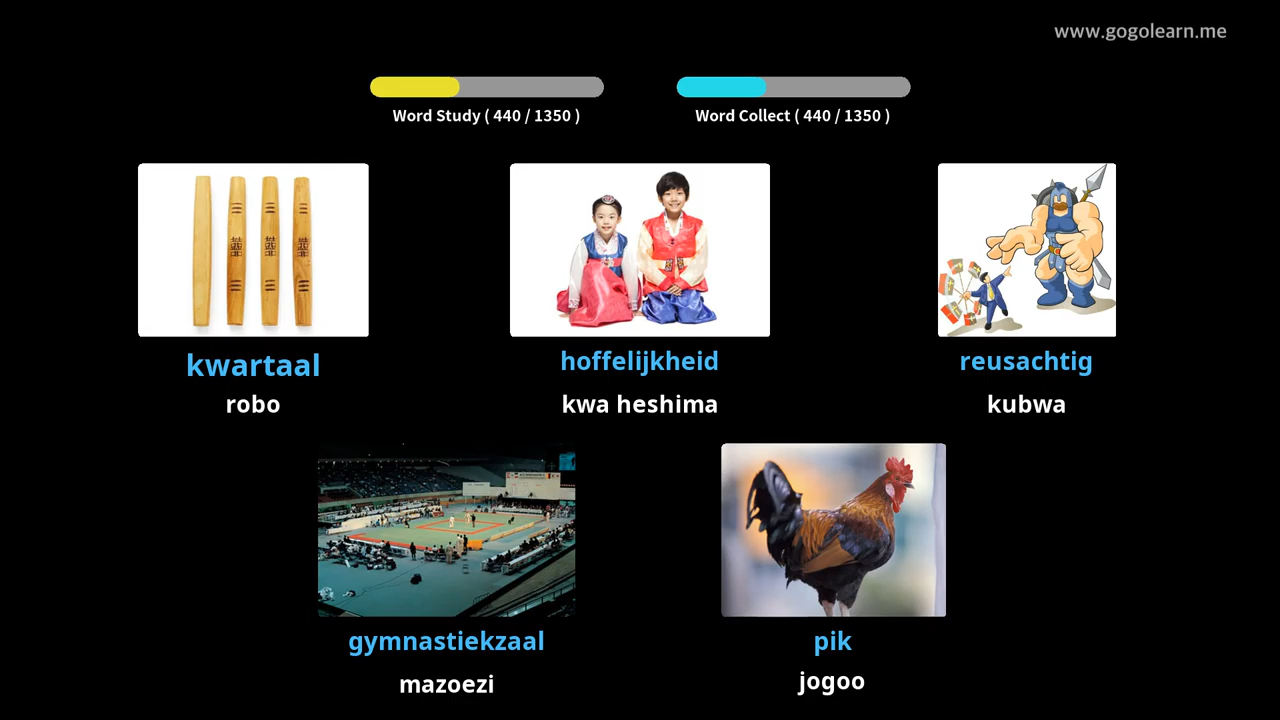 www.gogolearn.me
Word Study ( 440 / 1350 )
Word Collect ( 440 / 1350 )
kwartaal
robo
hoffelijkheid
kwa heshima
reusachtig
kubwa
gymnastiekzaal
mazoezi
pik
jogoo